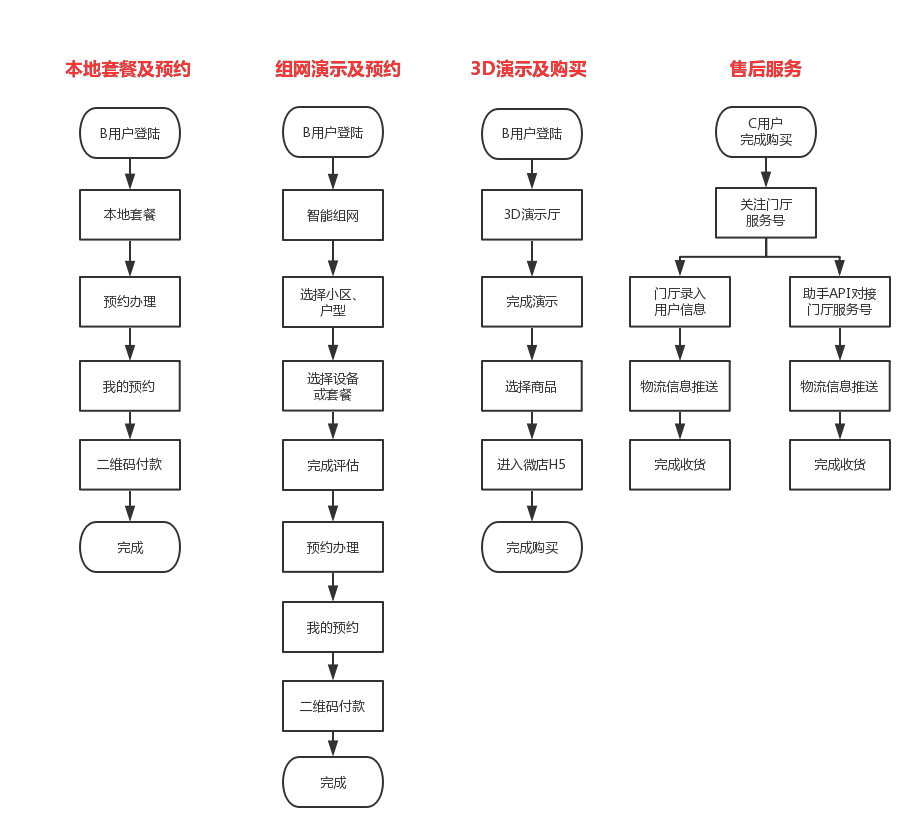 本地套餐及预约
B用户登陆
本地套餐
预约办理
我的预约
二维码付款
完成
组网演示及预约
B用户登陆
智能组网
选择小区、
户型
选择设备
或套餐
完成评估
预约办理
我的预约
二维码付款
完成
3D演示及购买
B用户登陆
3D演示厅
完成演示
选择商品
进入微店H5
完成购买
售后服务
C用户
完成购买
关注门厅
服务号
门厅录入
用户信息
物流信息推送
完成收货
助手API对接
门厅服务号
物流信息推送
完成收货